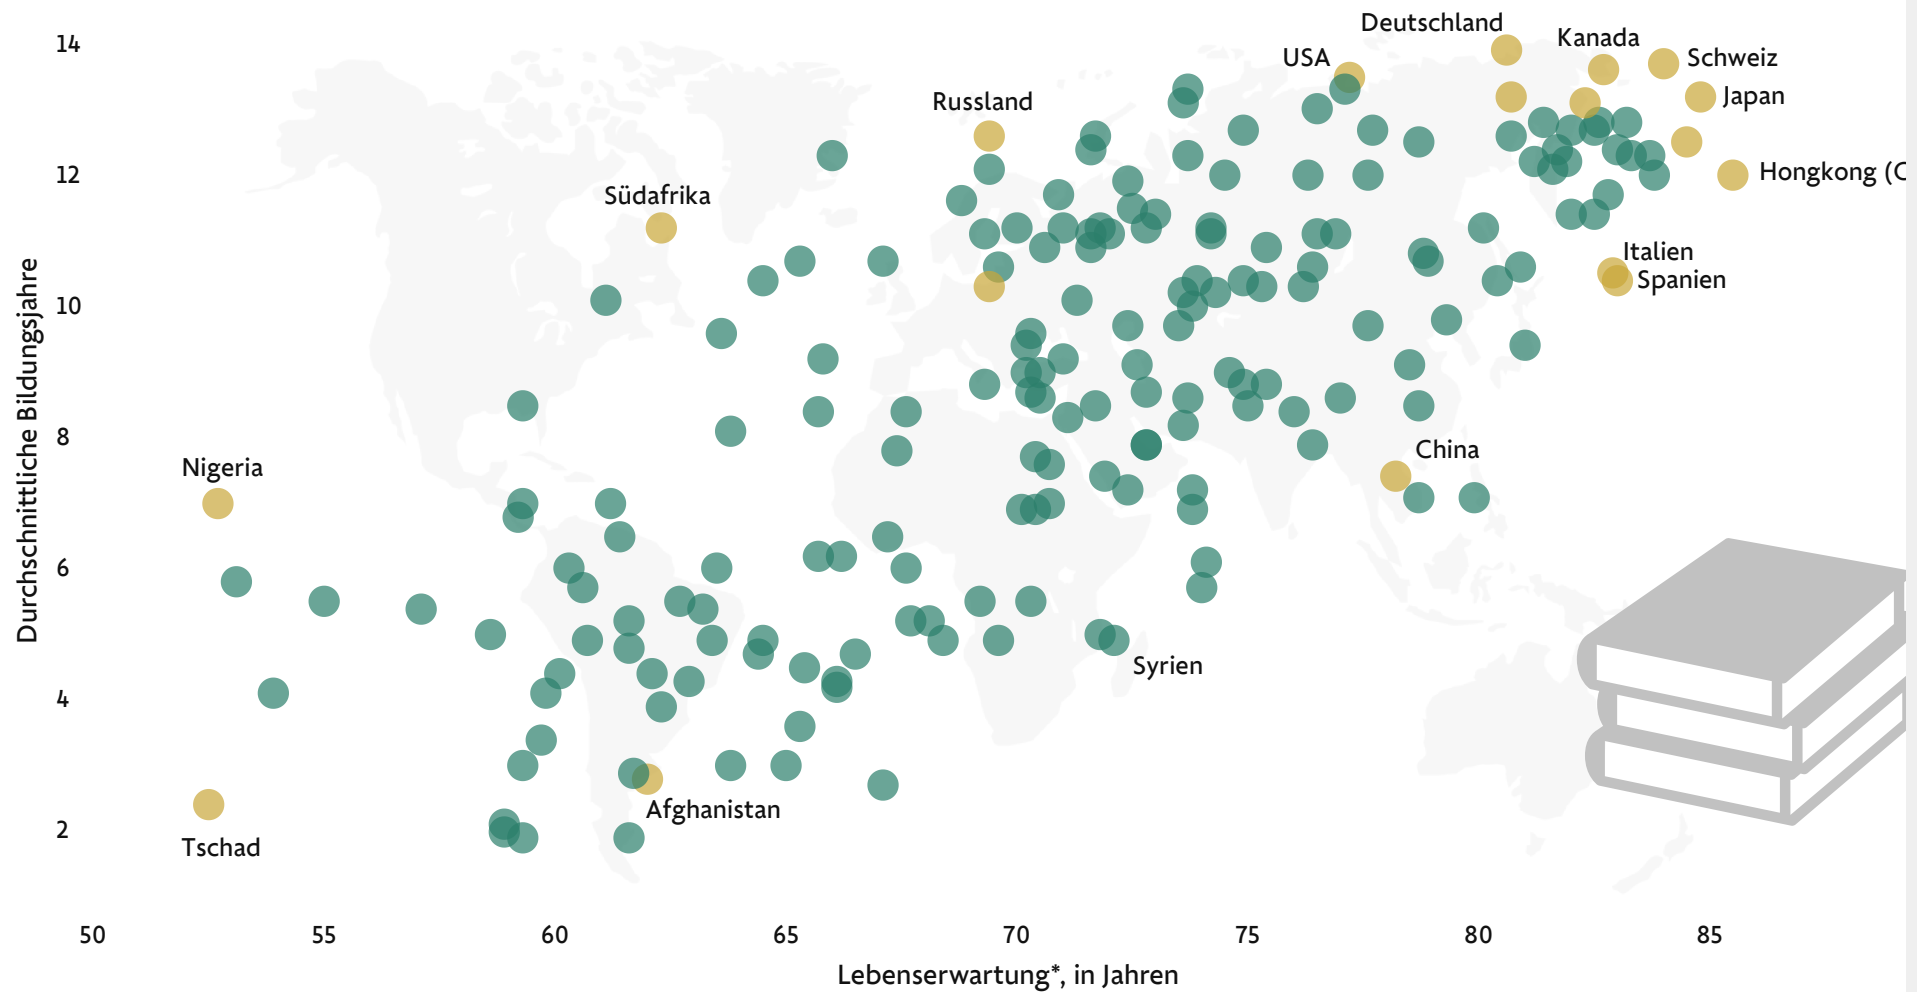 Deutschland
14
Kanada
USA
Schweiz
Russland
Japan
12
Hongkong (C
Südafrika
Italien
Spanien
10
Durchschnittliche Bildungsjahre
8
China
Nigeria
6
Syrien
4
Afghanistan
2
Tschad
50 55 60 65 70 75 80 85
Lebenserwartung*, in Jahren